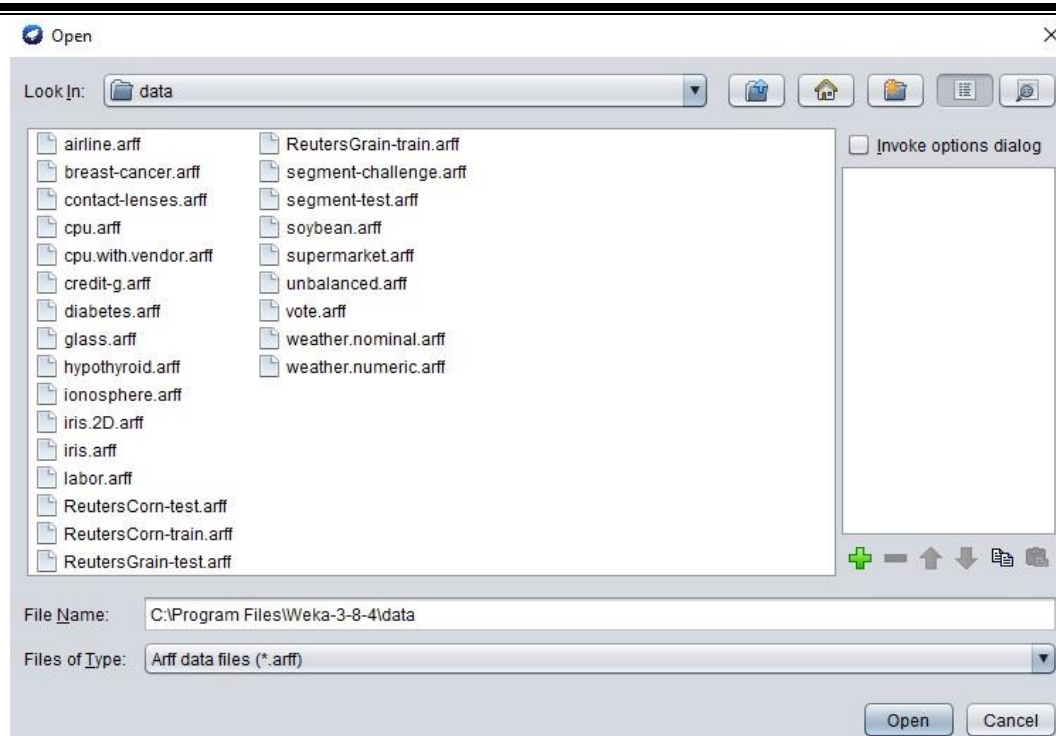 Open
Look In: data
Invoke options dialog
airline.arff
breast-cancer.arff
contact-lenses.arff
cpu.arff
cpu.with.vendor.arff
credit-g.arff
diabetes.arff
glass.arff
hypothyroid.arff
ionosphere.arff
iris.2D.arff
iris.arff
labor.arff
ReutersCorn-test.arff
ReutersCorn-train.arff
ReutersGrain-test.arff
ReutersGrain-train.arff
segment-challenge.arff
segment-test.arff
soybean.arff
supermarket.arff
unbalanced.arff
vote.arff
weather.nominal.arff
weather.numeric.arff
File Name: C:\Program Files\Weka-3-8-4\data
Files of Type: Arff data files (*.arff)
Open Cancel